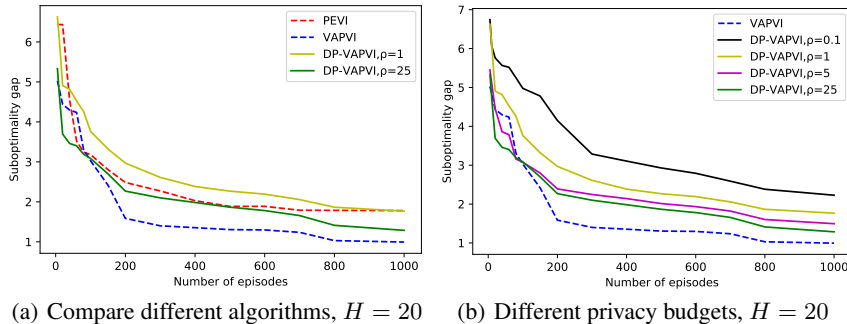 PEVI
VAPVI
DP-VAPVI,ρ=1
DP-VAPVI,ρ=25
Suboptimality gap
6
5
4
3
2
1
0 200 400 600 800 1000
Number of episodes
(a) Compare different algorithms, H = 20
VAPVI
DP-VAPVI,ρ=0.1
DP-VAPVI,ρ=1
DP-VAPVI,ρ=5
DP-VAPVI,ρ=25
Suboptimality gap
7
6
5
4
3
2
1
0 200 400 600 800 1000
Number of episodes
(b) Different privacy budgets, H = 20